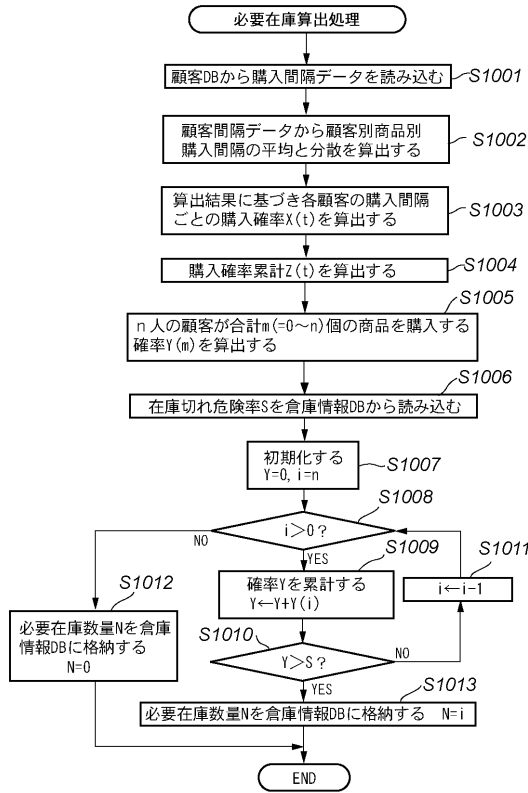 必要在庫算出処理
顧客DBから購入間隔データを読み込む
S1001
顧客間隔データから顧客別商品別
購入間隔の平均と分散を算出する
S1002
算出結果に基づき各顧客の購入間隔
ごとの購入確率X(t)を算出する
S1003
購入確率累計Z(t)を算出する
S1004
S1005
n人の顧客が合計m(=0～n)個の商品を購入する
確率Y(m)を算出する
S1006
在庫切れ危険率Sを倉庫情報DBから読み込む
初期化する
Y=0, i=n
S1007
S1008
i＞0？
NO
YES
S1009
確率Yを累計する
Y←Y+Y(i)
S1011
i←i-1
S1012
必要在庫数量Nを倉庫
情報DBに格納する
N=0
S1010
Y＞S？
NO
YES
S1013
必要在庫数量Nを倉庫情報DBに格納する N=i
END